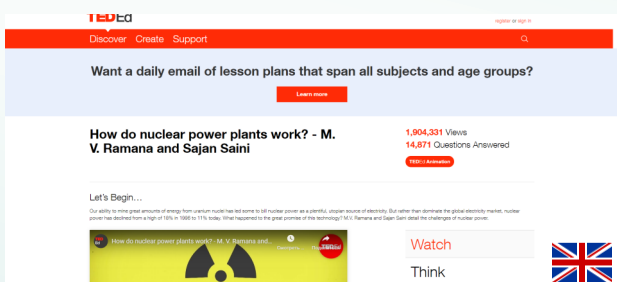 TED Ed
register or sign in
Discover Create Support
Want a daily email of lesson plans that span all subjects and age groups?
Learn more
How do nuclear power plants work? - M.
V. Ramana and Sajan Saini
1,904,331 Views
14,871 Questions Answered
TEDEd Animation
Let's Begin…
Our ability to mine great amounts of energy from uranium nuclei has led some to bill nuclear power as a plentiful, utopian source of electricity. But rather than dominate the global electricity market, nuclear
power has declined from a high of 18% in 1996 to 11% today. What happened to the great promise of this technology? M.V. Ramana and Sajan Saini detail the challenges of nuclear power.
How do nuclear power plants work? - M. V. Ramana and...
Watch
Think